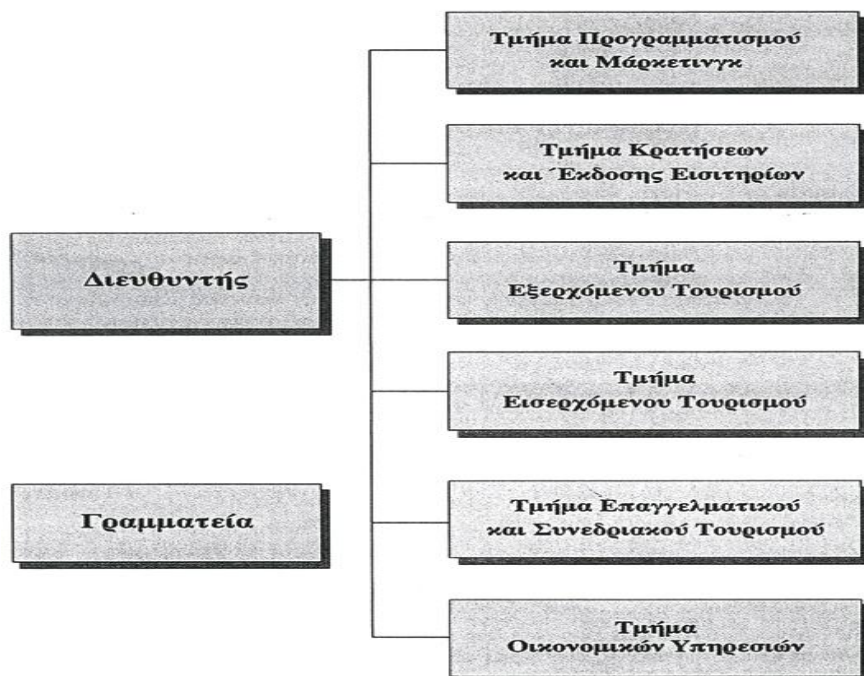 Τμήμα Προγραμματισμού
και Μάρκετινγκ
Τμήμα Κρατήσεων
και Έκδοσης Εισιτηρίων
Διευθυντής
Τμήμα
Εξερχόμενου Τουρισμού
Τμήμα
Εισερχόμενου Τουρισμού
Γραμματεία
Τμήμα Επαγγελματικού
και Συνεδριακού Τουρισμού
Τμήμα
Οικονομικών Υπηρεσιών